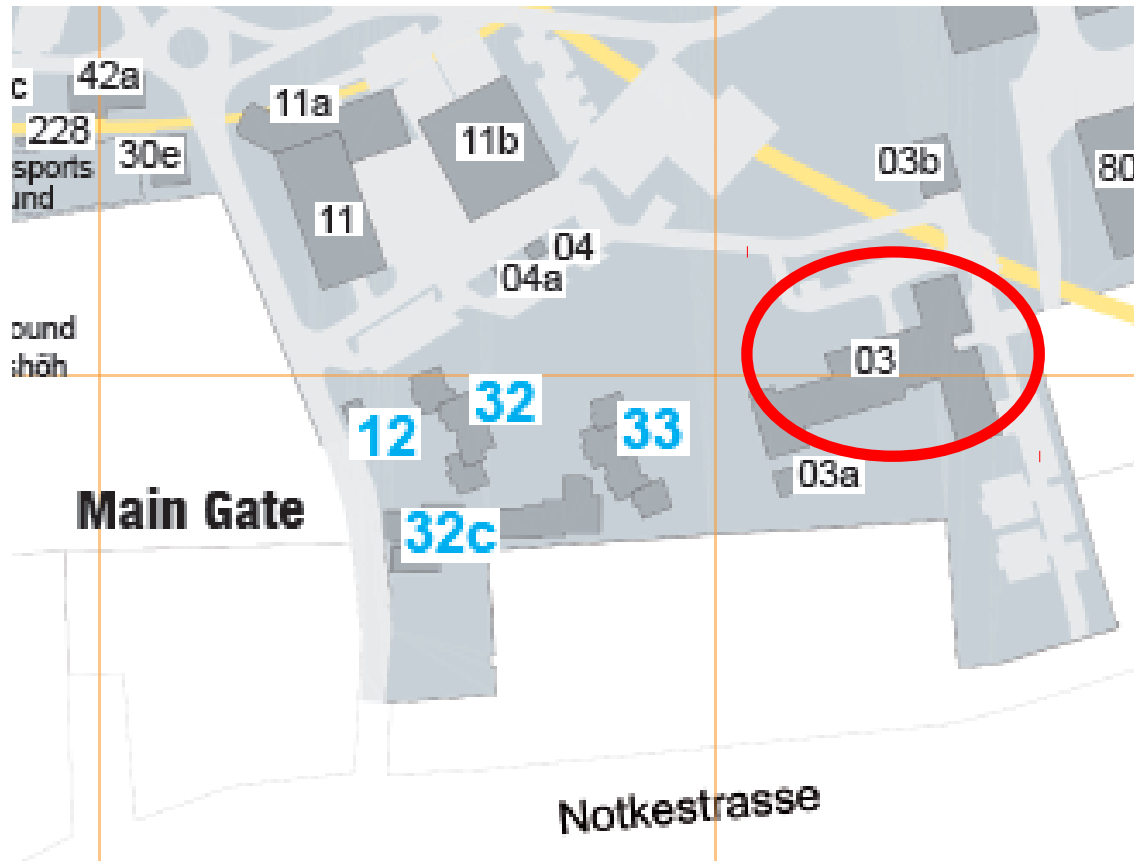 c
42a
228
sports
und
30e
11a
11b
11
03b
80
04
04a
ound
shöh
03
32
12
33
03a
Main Gate
32c
Notkestrasse